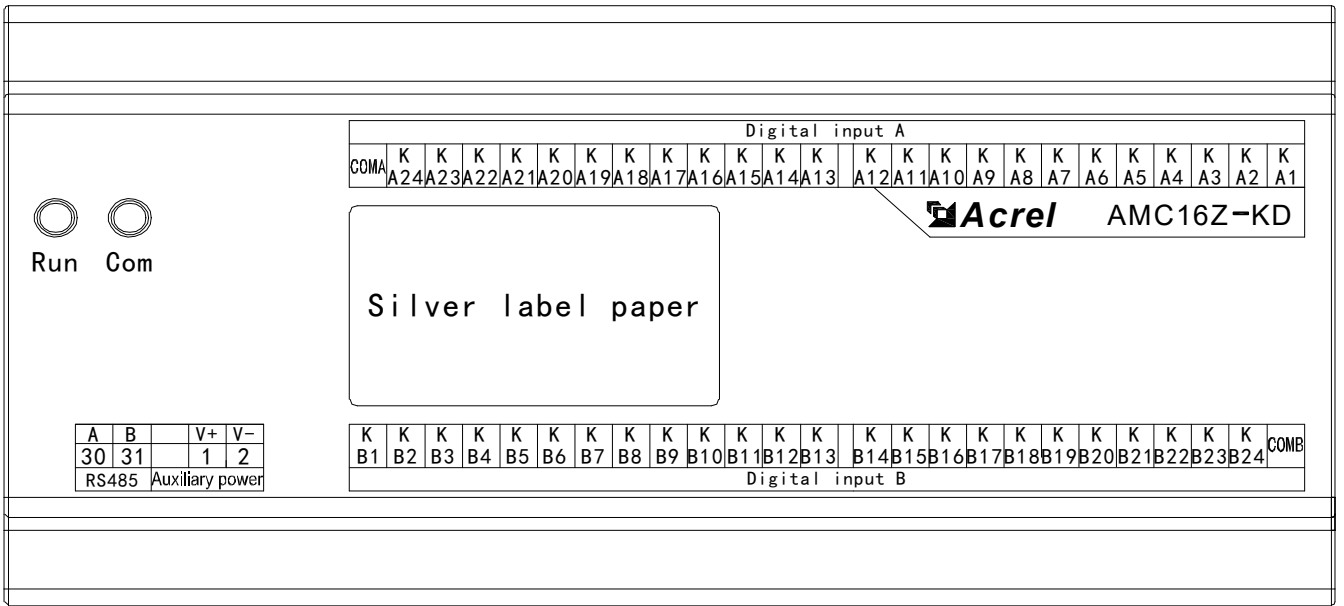 Digital input A
COMA K K K K K K K K K K K K K K K K K K K K K K K K
A24 A23 A22 A21 A20 A19 A18 A17 A16 A15 A14 A13 A12 A11 A10 A9 A8 A7 A6 A5 A4 A3 A2 A1
Acrel AMC16Z-KD
Run Com
Silver label paper
A B V+ V-
30 31 1 2
RS485 Auxiliary power
K K K K K K K K K K K K K K K K K K K K K K K K COMB
B1 B2 B3 B4 B5 B6 B7 B8 B9 B10 B11 B12 B13 B14 B15 B16 B17 B18 B19 B20 B21 B22 B23 B24
Digital input B